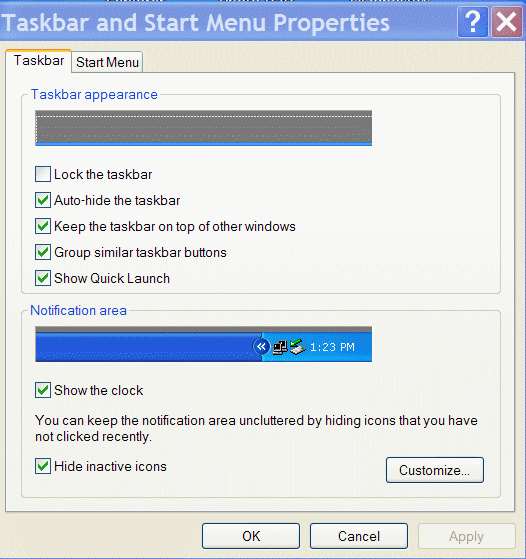 Taskbar and Start Menu Properties
Taskbar
Start Menu
Taskbar appearance
Lock the taskbar
Auto-hide the taskbar
Keep the taskbar on top of other windows
Group similar taskbar buttons
Show Quick Launch
Notification area
1:23 PM
Show the clock
You can keep the notification area uncluttered by hiding icons that you have
not clicked recently.
Hide inactive icons
Customize...
OK
Cancel
Apply